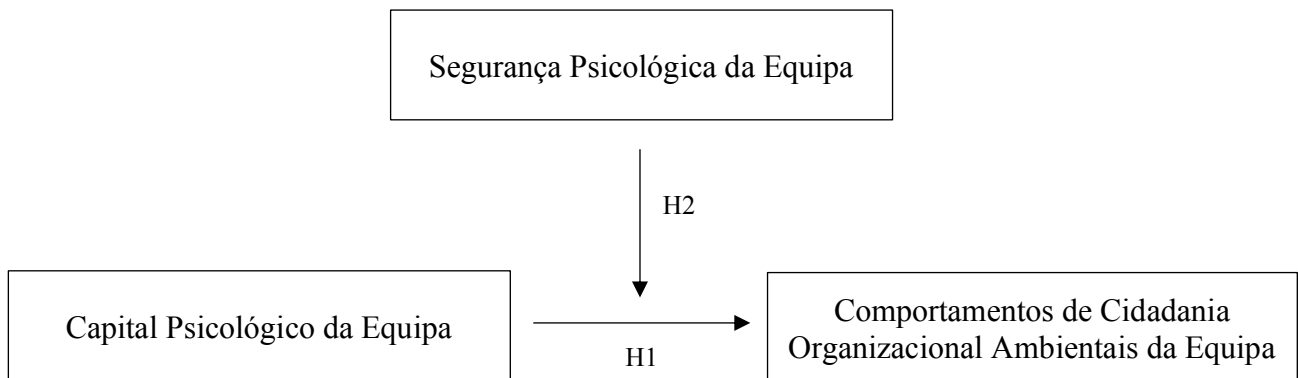 Segurança Psicológica da Equipa
H2
Capital Psicológico da Equipa
H1
Comportamentos de Cidadania
Organizacional Ambientais da Equipa